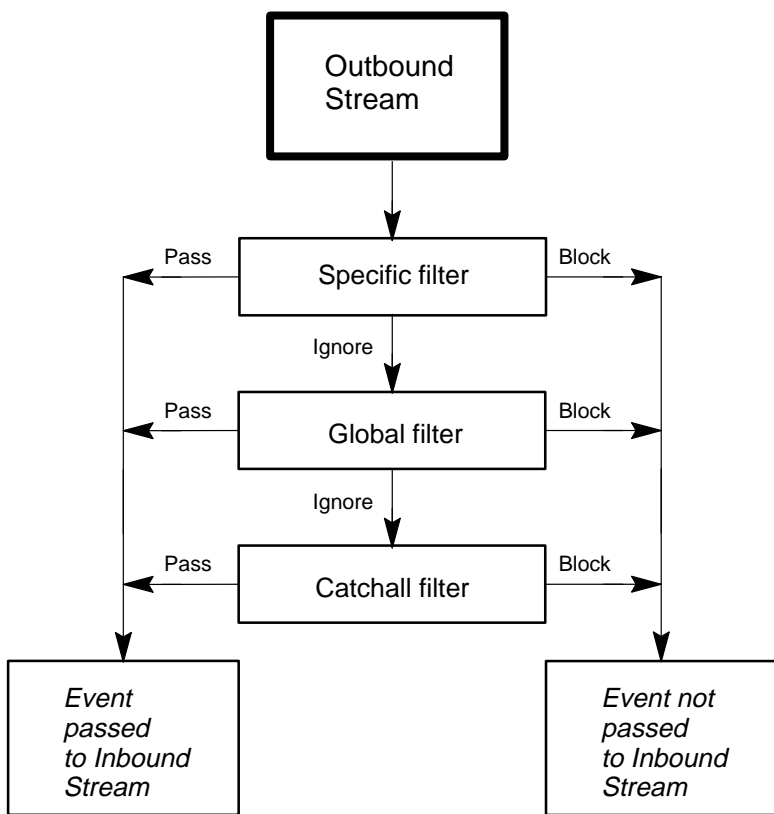 Outbound
Stream
Pass
Specific filter
Block
Ignore
Pass
Global filter
Block
Ignore
Pass
Catchall filter
Block
Event
passed
to Inbound
Stream
Event not
passed
to Inbound
Stream